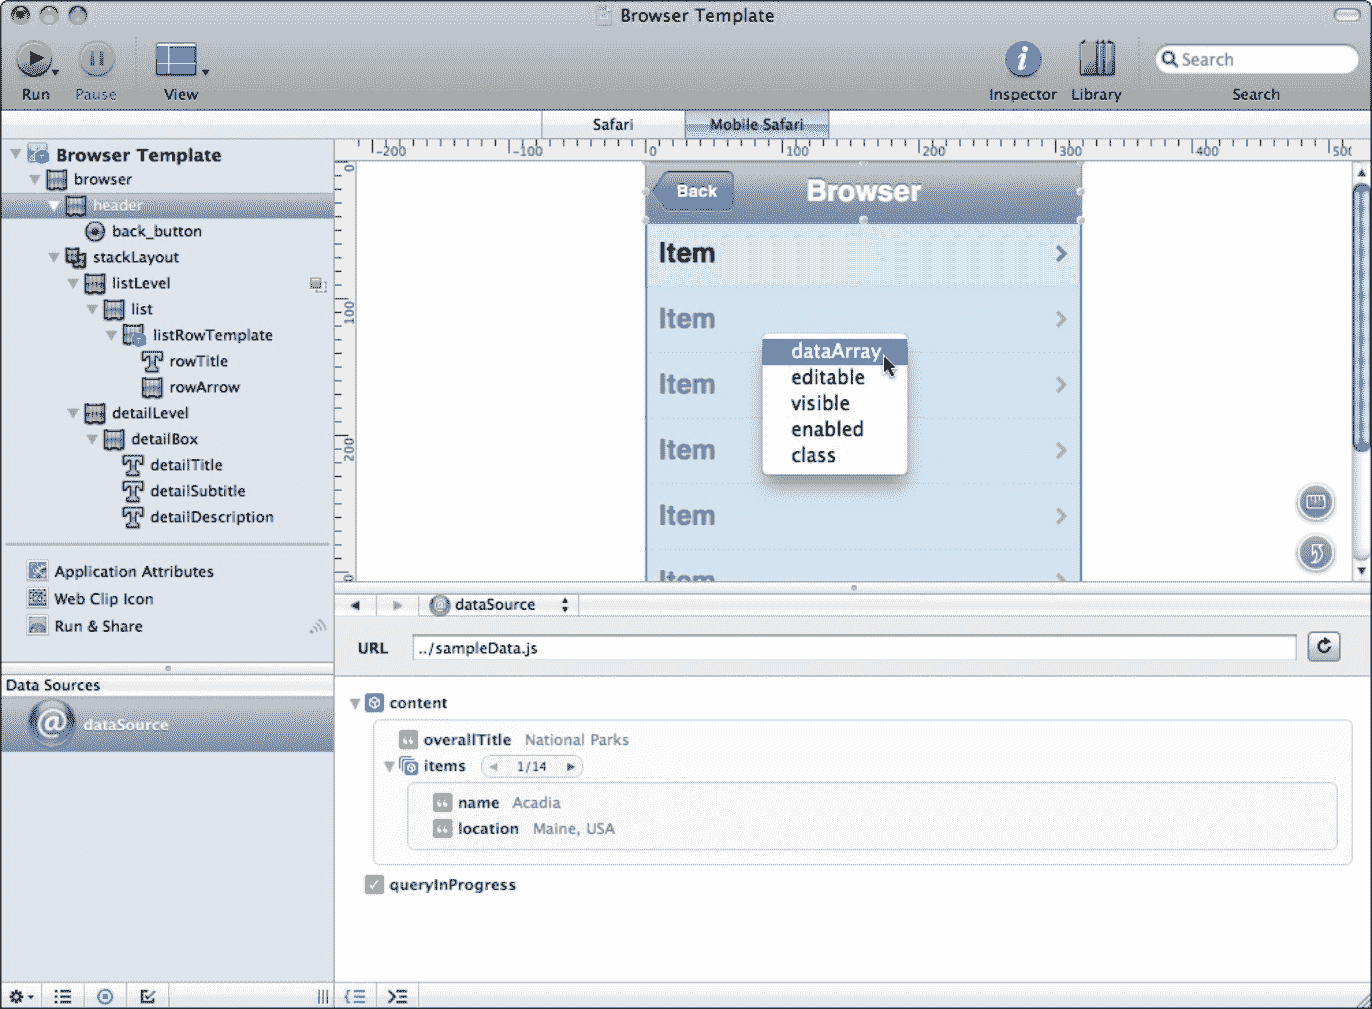 Browser Template
Run
Pause
View
Inspector
Library
Search
Search
Safari
Mobile Safari
Browser Template
browser
header
back_button
stackLayout
listLevel
list
listRowTemplate
rowTitle
rowArrow
detailLevel
detailBox
detailTitle
detailSubtitle
detailDescription
Application Attributes
Web Clip Icon
Run & Share
Data Sources
@ dataSource
-200
-100
0
100
200
300
400
500
0
100
200
Back
Browser
Item
Item
Item
Item
Item
Item
dataArray
editable
visible
enabled
class
@ dataSource
URL
../sampleData.js
content
overallTitle National Parks
items 1/14
name Acadia
location Maine, USA
queryInProgress